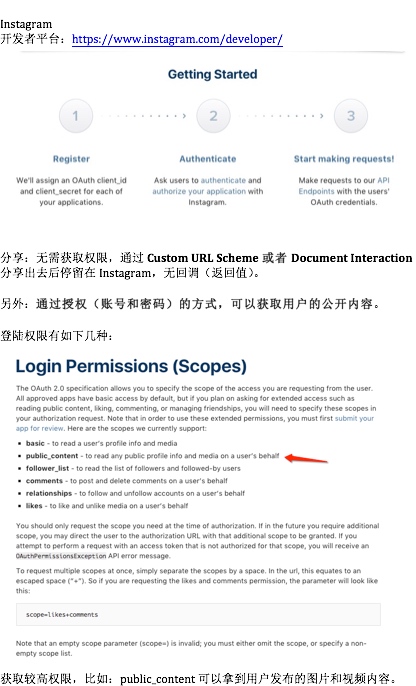 Instagram
开发者平台：https://www.instagram.com/developer/
Getting Started
1 2 3
Register Authenticate Start making requests!
We'll assign an OAuth client_id Ask users to authenticate and Make requests to our API
and client_secret for each of authorize your application with Endpoints with the users'
your applications. Instagram. OAuth credentials.
分享：无需获取权限，通过 Custom URL Scheme 或者 Document Interaction
分享出去后停留在 Instagram，无回调（返回值）。
另外：通过授权（账号和密码）的方式，可以获取用户的公开内容。
登陆权限有如下几种：
Login Permissions (Scopes)
The OAuth 2.0 specification allows you to specify the scope of the access you are requesting from the user.
All approved apps have basic access by default, but if you plan on asking for extended access such as
reading public content, liking, commenting, or managing friendships, you will need to specify these scopes in
your authorization request. Note that in order to use these extended permissions, you must first submit your
app for review. Here are the scopes we currently support:
▪ basic - to read a user's profile info and media
▪ public_content - to read any public profile info and media on a user's behalf
▪ follower_list - to read the list of followers and followed-by users
▪ comments - to post and delete comments on a user's behalf
▪ relationships - to follow and unfollow accounts on a user's behalf
▪ likes - to like and unlike media on a user's behalf
You should only request the scope you need at the time of authorization. If in the future you require additional
scope, you may direct the user to the authorization URL with that additional scope to be granted. If you
attempt to perform a request with an access token that is not authorized for that scope, you will receive an
OAuthPermissionsException API error message.
To request multiple scopes at once, simply separate the scopes by a space. In the url, this equates to an
escaped space ("+"). So if you are requesting the likes and comments permission, the parameter will look like
this:
scope=likes+comments
Note that an empty scope parameter (scope=) is invalid; you must either omit the scope, or specify a non-
empty scope list.
获取较高权限，比如：public_content 可以拿到用户发布的图片和视频内容。